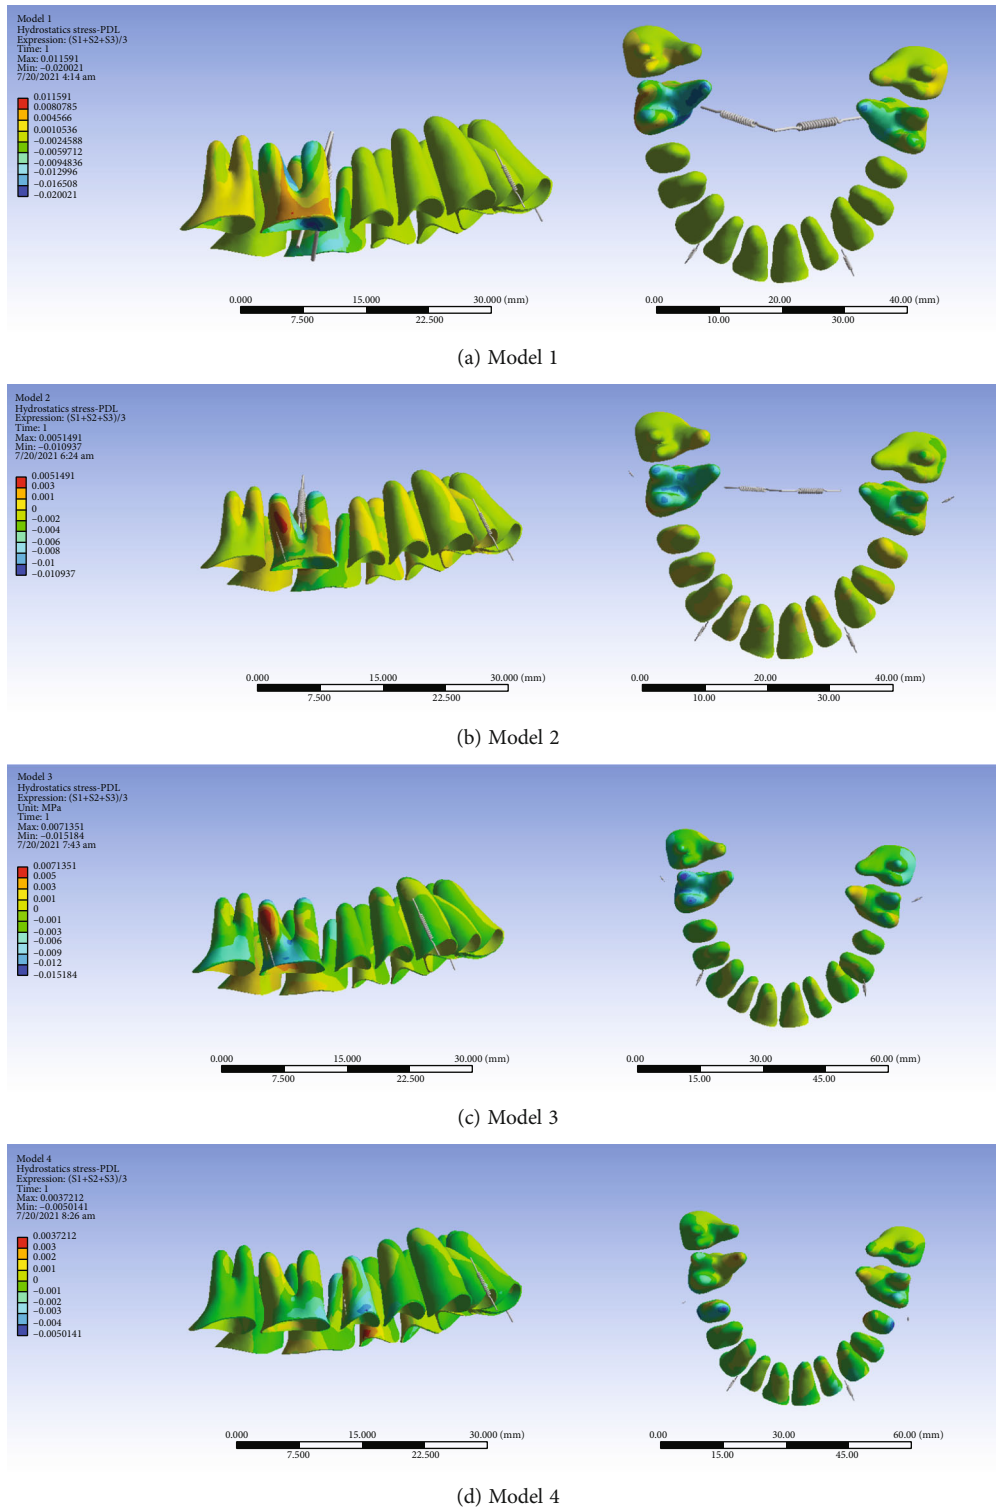 Model 1
Hydrostatics stress-PDL
Expression: (S1+S2+S3)/3
Time: 1
Max: 0.011591
Min: –0.020021
7/20/2021 4:14 am
0.011591
0.0080785
0.004566
0.0010536
–0.0024588
–0.0059712
–0.0094836
–0.012996
–0.016508
–0.020021
0.000 15.000 30.000 (mm)
7.500 22.500
0.00 20.00 40.00 (mm)
10.00 30.00
(a) Model 1
Model 2
Hydrostatics stress-PDL
Expression: (S1+S2+S3)/3
Time: 1
Max: 0.0051491
Min: –0.010937
7/20/2021 6:24 am
0.0051491
0.003
0.001
0
–0.002
–0.004
–0.006
–0.008
–0.01
–0.010937
0.000 15.000 30.000 (mm)
7.500 22.500
0.00 20.00 40.00 (mm)
10.00 30.00
(b) Model 2
Model 3
Hydrostatics stress-PDL
Expression: (S1+S2+S3)/3
Unit: MPa
Time: 1
Max: 0.0071351
Min: –0.015184
7/20/2021 7:43 am
0.0071351
0.005
0.003
0.001
0
–0.001
–0.003
–0.006
–0.009
–0.012
–0.015184
0.000 15.000 30.000 (mm)
7.500 22.500
0.00 30.00 60.00 (mm)
15.00 45.00
(c) Model 3
Model 4
Hydrostatics stress-PDL
Expression: (S1+S2+S3)/3
Time: 1
Max: 0.0037212
Min: –0.0050141
7/20/2021 8:26 am
0.0037212
0.003
0.002
0.001
0
–0.001
–0.002
–0.003
–0.004
–0.0050141
0.000 15.000 30.000 (mm)
7.500 22.500
0.00 30.00 60.00 (mm)
15.00 45.00
(d) Model 4